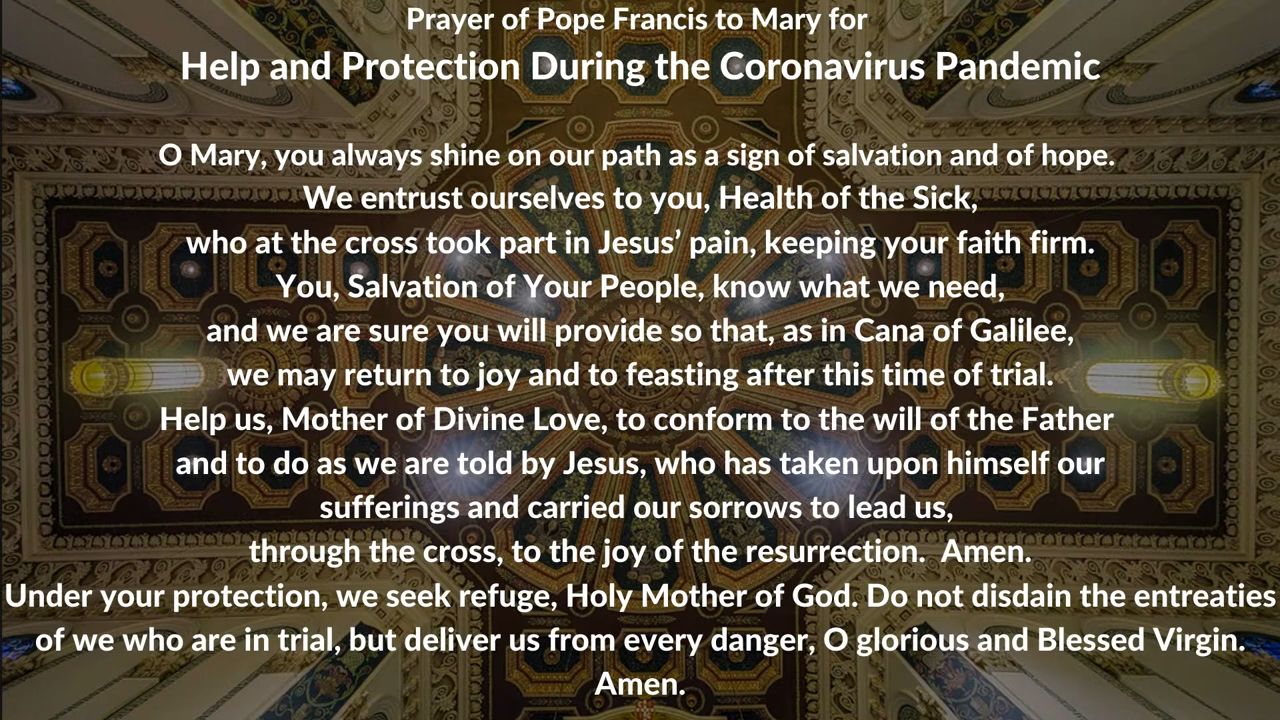 Prayer of Pope Francis to Mary for
Help and Protection During the Coronavirus Pandemic
O Mary, you always shine on our path as a sign of salvation and of hope.
We entrust ourselves to you, Health of the Sick,
who at the cross took part in Jesus’ pain, keeping your faith firm.
You, Salvation of Your People, know what we need,
and we are sure you will provide so that, as in Cana of Galilee,
we may return to joy and to feasting after this time of trial.
Help us, Mother of Divine Love, to conform to the will of the Father
and to do as we are told by Jesus, who has taken upon himself our
sufferings and carried our sorrows to lead us,
through the cross, to the joy of the resurrection.  Amen.
Under your protection, we seek refuge, Holy Mother of God. Do not disdain the entreaties
of we who are in trial, but deliver us from every danger, O glorious and Blessed Virgin.
Amen.